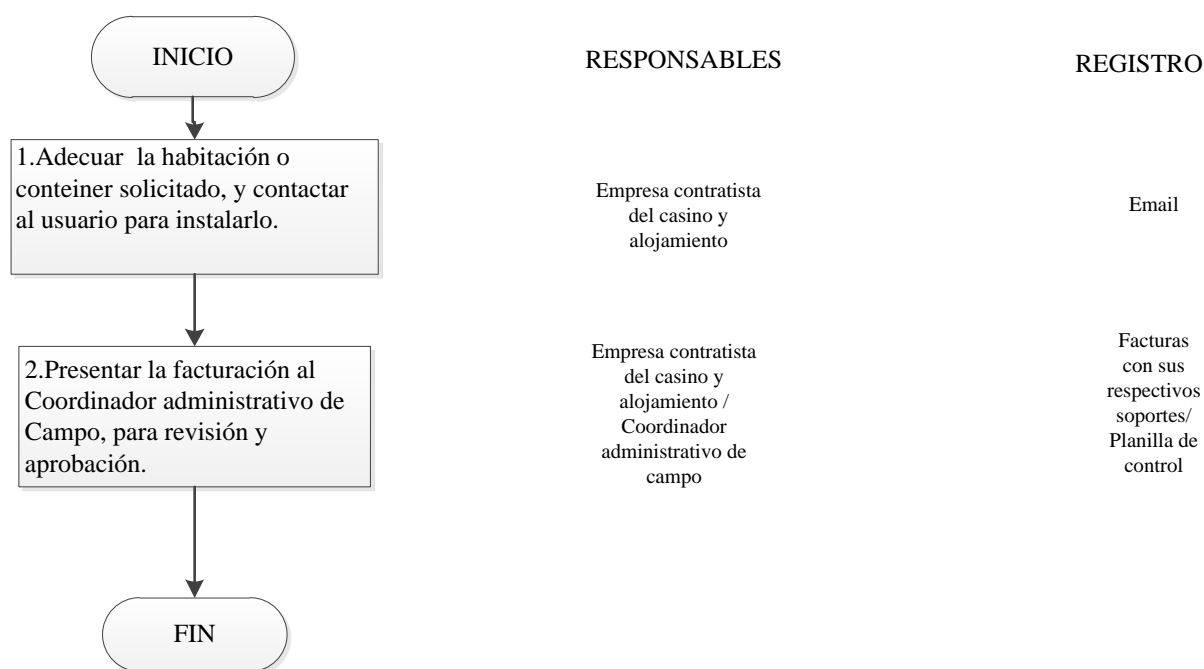 INICIO
RESPONSABLES
REGISTRO
1.Adecuar la habitación o
conteiner solicitado, y contactar
al usuario para instalarlo.
Empresa contratista
del casino y
alojamiento
Email
2.Presentar la facturación al
Coordinador administrativo de
Campo, para revisión y
aprobación.
Empresa contratista
del casino y
alojamiento /
Coordinador
administrativo de
campo
Facturas
con sus
respectivos
soportes/
Planilla de
control
FIN